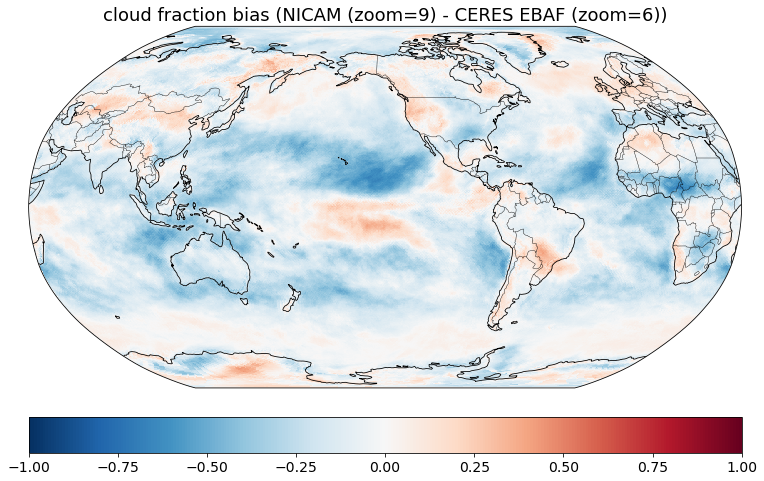 cloud fraction bias (NICAM (zoom=9) - CERES EBAF (zoom=6))
−1.00 −0.75 −0.50 −0.25 0.00 0.25 0.50 0.75 1.00